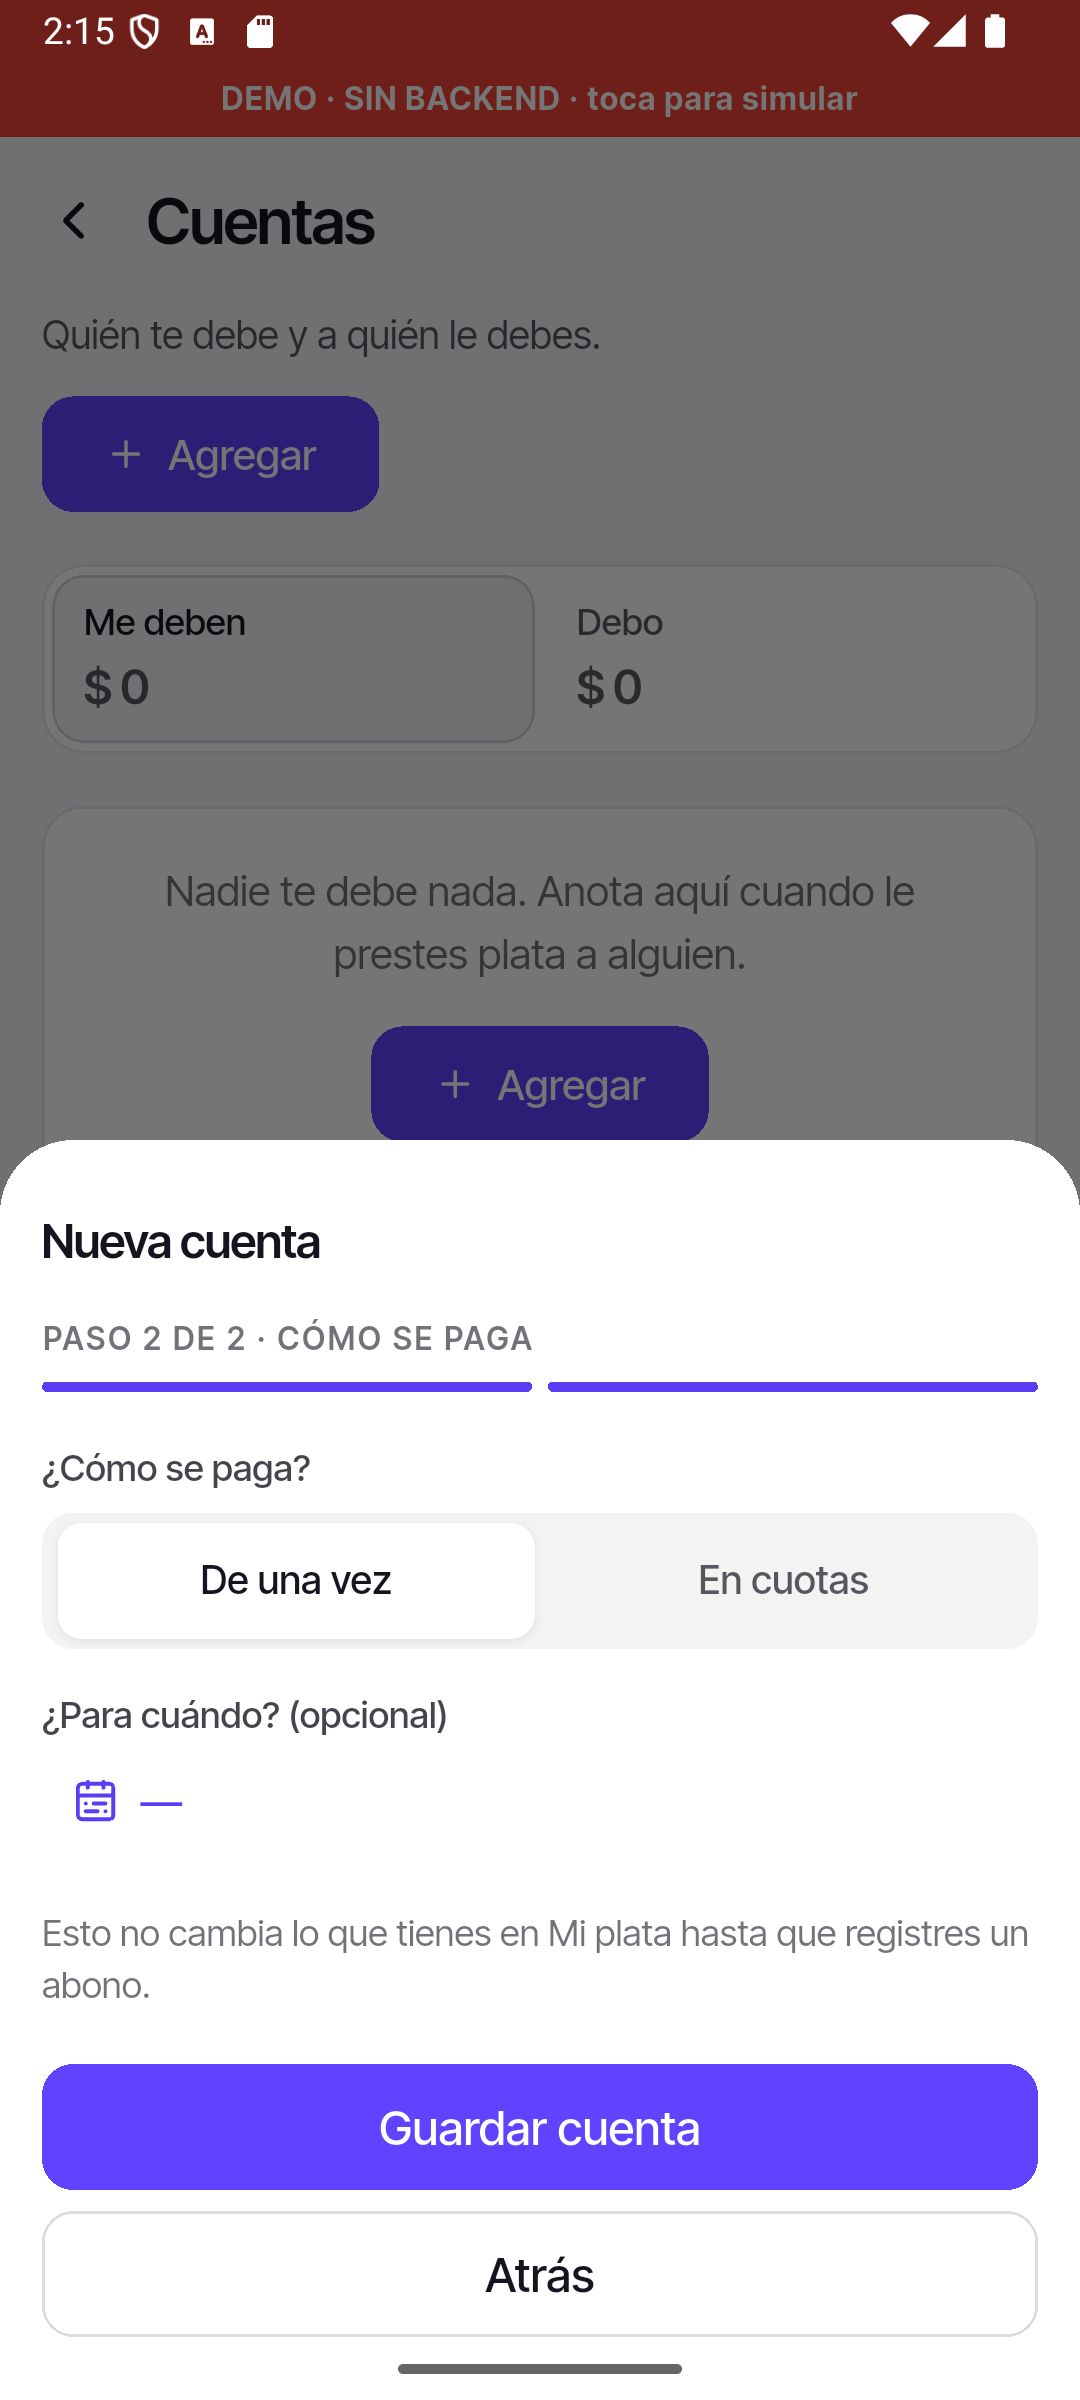 2:15
DEMO · SIN BACKEND · toca para simular
Cuentas
Quién te debe y a quién le debes.
+ Agregar
Me deben
$ 0
Debo
$ 0
Nadie te debe nada. Anota aquí cuando le
prestes plata a alguien.
+ Agregar
Nueva cuenta
PASO 2 DE 2 · CÓMO SE PAGA
¿Cómo se paga?
De una vez
En cuotas
¿Para cuándo? (opcional)
—
Esto no cambia lo que tienes en Mi plata hasta que registres un
abono.
Guardar cuenta
Atrás